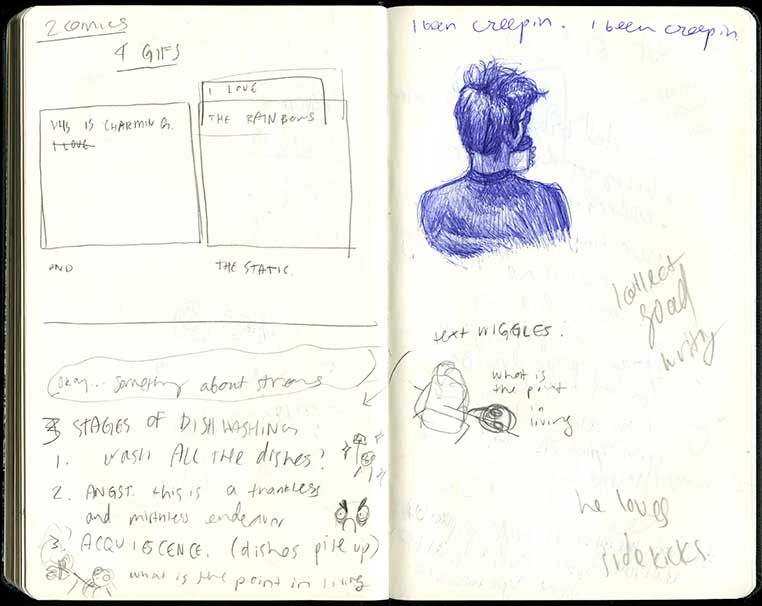 2 comics
4 GIFS
VHS IS CHARMING.
I LOVE
AND
I LOVE
THE RAINBOWS
THE STATIC.
okay... something about
STAGES OF DISHWASHING
1. WASH ALL THE DISHES!
2. ANGST. this is a thankless
and mirthless endeavor
3. ACQUIESCENCE. (dishes pile up)
what is the point in living
I been creepin. I been creepin.
collect
good
writing
text WIGGLES.
what is
the point
in
living
he loves
sidekicks.